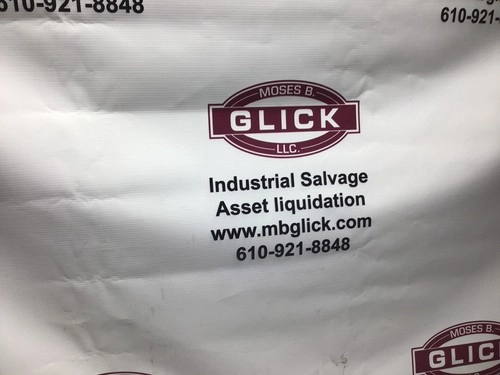 610-921-8848
610-921-
MOSES B.
GLICK
LLC.
Industrial Salvage
Asset liquidation
www.mbglick.com
610-921-8848
MOSES B.
GLIC